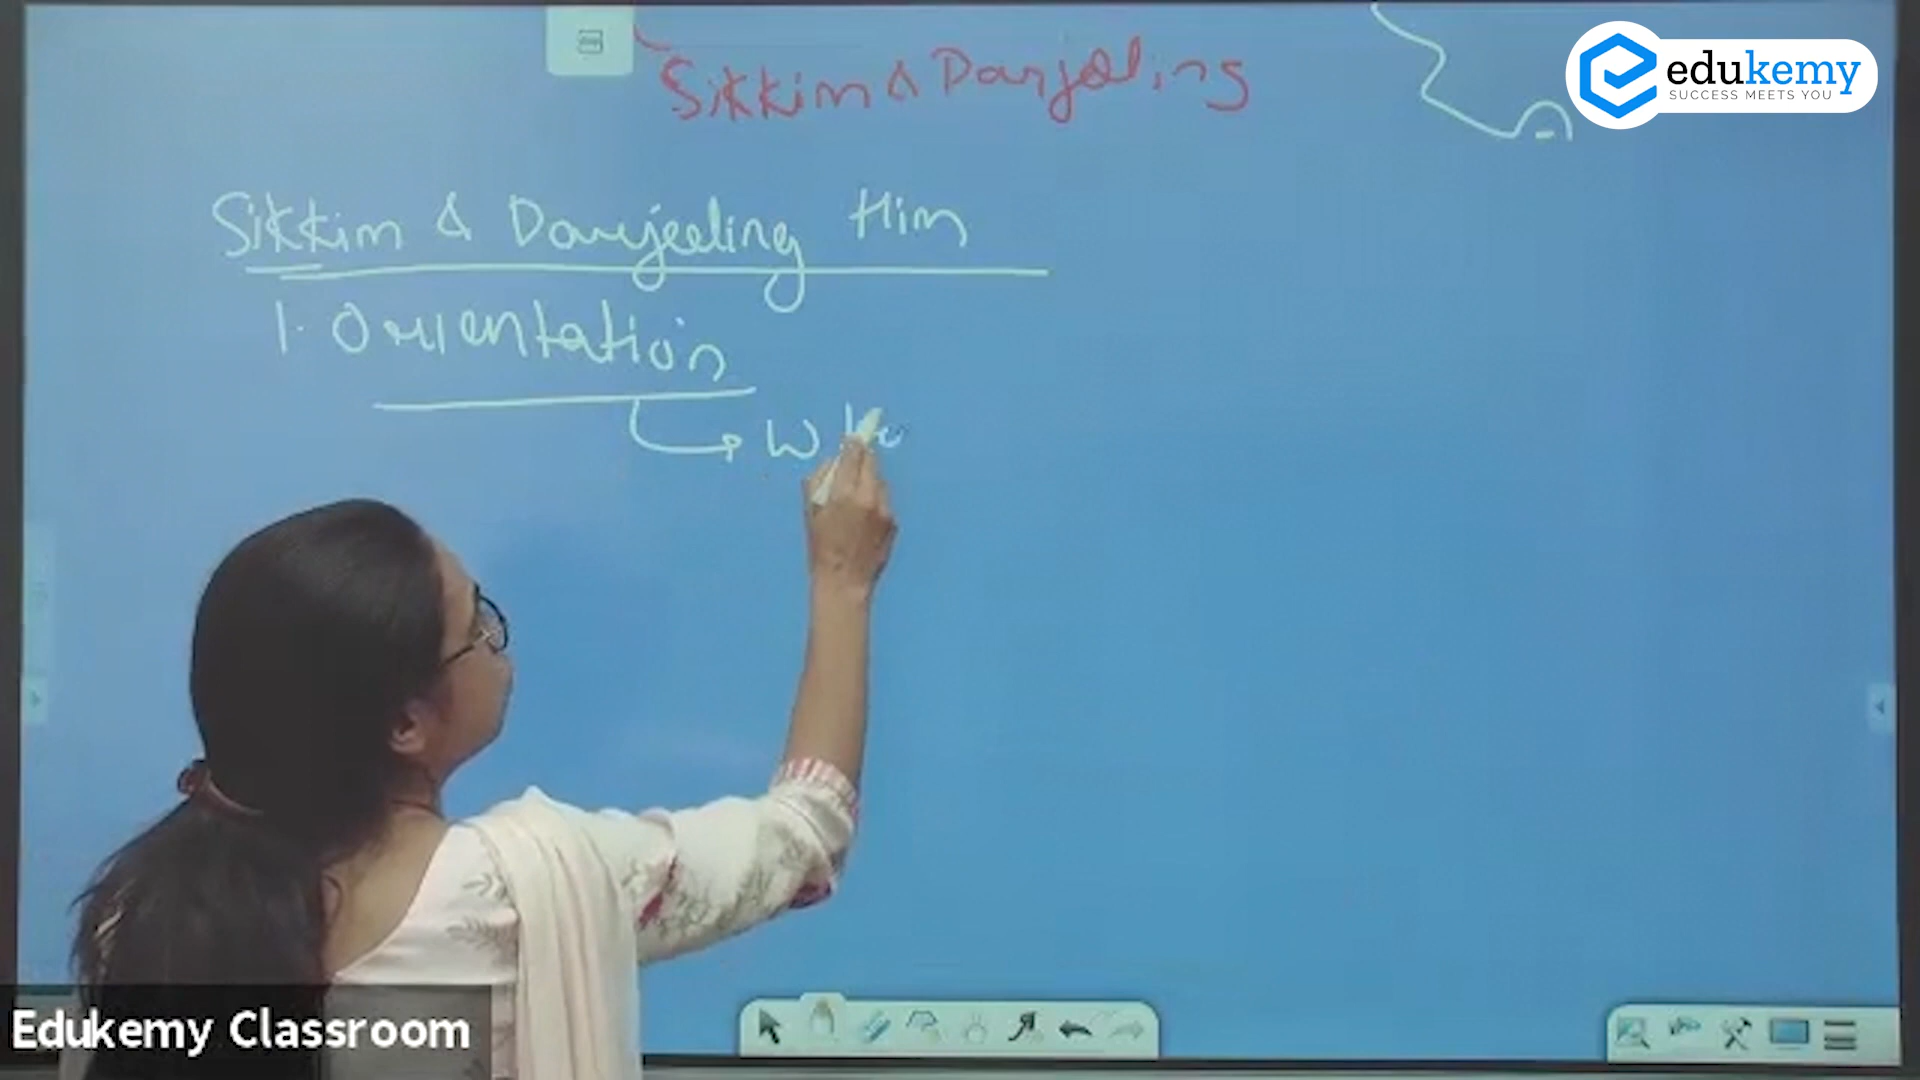 Sikkim & Darjeeling
edukemy
SUCCESS MEETS YOU
Sikkim & Darjeeling Him
1. Orientation
W
Edukemy Classroom